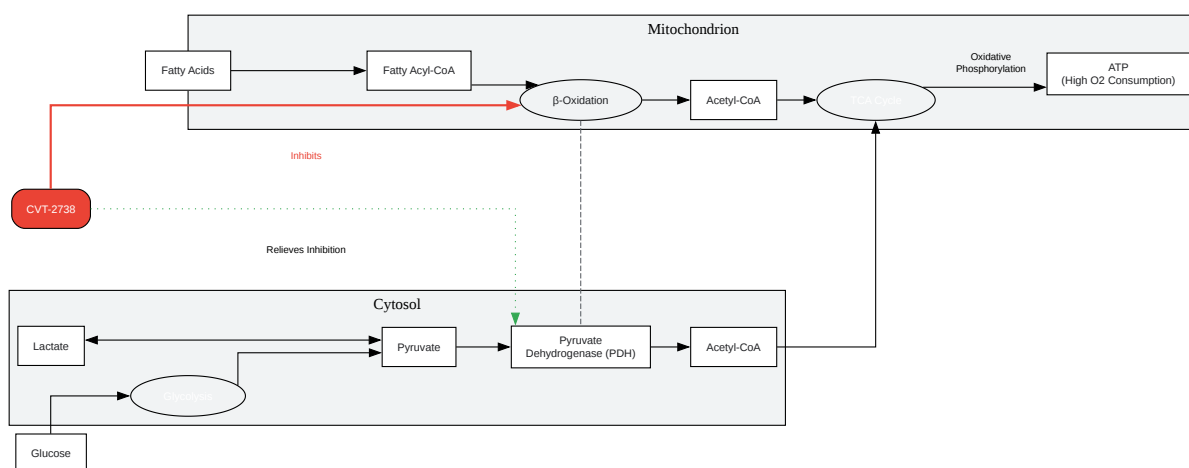 Mitochondrion
Oxidative
Phosphorylation
Fatty Acids
Fatty Acyl-CoA
β-Oxidation
Acetyl-CoA
TCA Cycle
ATP
(High O2 Consumption)
Inhibits
CVT-2738
Relieves Inhibition
Cytosol
Lactate
Pyruvate
Pyruvate
Dehydrogenase (PDH)
Acetyl-CoA
Glycolysis
Glucose